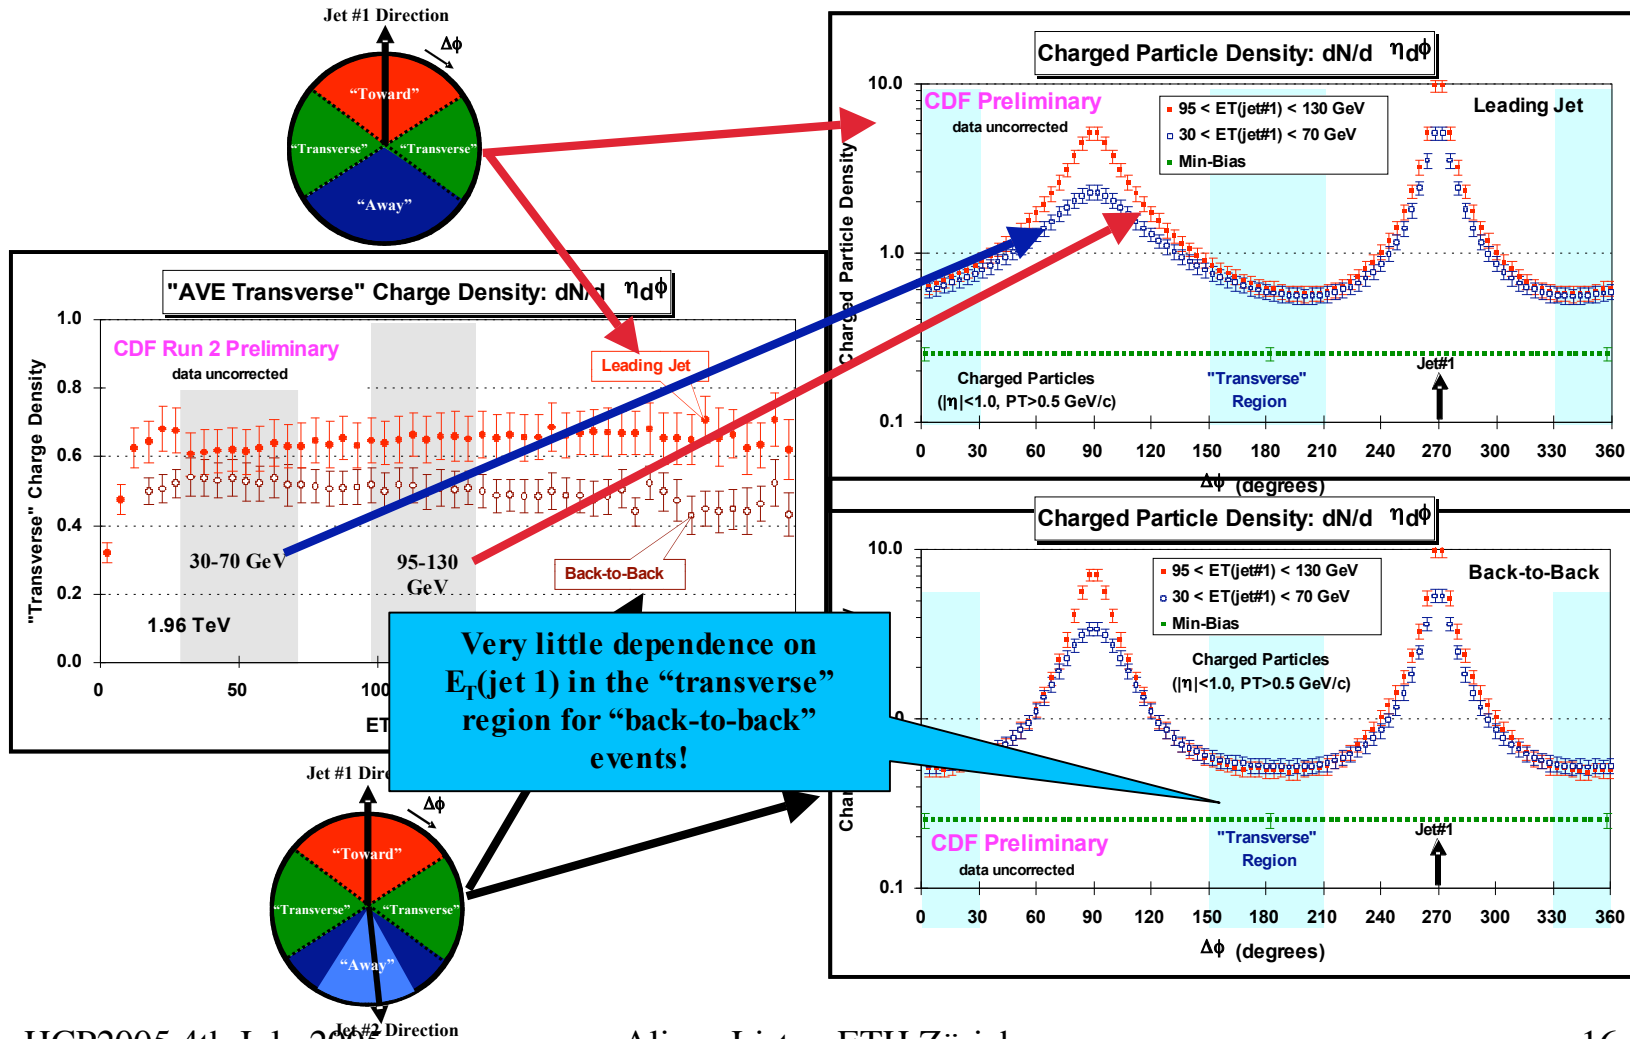 Jet #1 Direction
Δϕ
“Toward”
“Transverse” “Transverse”
“Away”
"AVE Transverse" Charge Density: dN/d ηdϕ
1.0
0.8
0.6
0.4
0.2
0.0
"Transverse" Charge Density
CDF Run 2 Preliminary
data uncorrected
Leading Jet
Back-to-Back
30-70 GeV
95-130
GeV
1.96 TeV
0 50 100
ET
Very little dependence on
ET(jet 1) in the “transverse”
region for “back-to-back”
events!
Jet #1 Dire
Δϕ
“Toward”
“Transverse” “Transverse”
“Away”
Jet #2 Direction
Charged Particle Density: dN/d ηdϕ
10.0
1.0
0.1
Charged Particle Density
CDF Preliminary
data uncorrected
95 < ET(jet#1) < 130 GeV
30 < ET(jet#1) < 70 GeV
Min-Bias
Leading Jet
Charged Particles
(|η|<1.0, PT>0.5 GeV/c)
"Transverse"
Region
Jet#1
0 30 60 90 120 150 180 210 240 270 300 330 360
Δϕ (degrees)
Charged Particle Density: dN/d ηdϕ
10.0
.0
0.1
Char
95 < ET(jet#1) < 130 GeV
30 < ET(jet#1) < 70 GeV
Min-Bias
Back-to-Back
Charged Particles
(|η|<1.0, PT>0.5 GeV/c)
CDF Preliminary
data uncorrected
"Transverse"
Region
Jet#1
0 30 60 90 120 150 180 210 240 270 300 330 360
Δϕ (degrees)